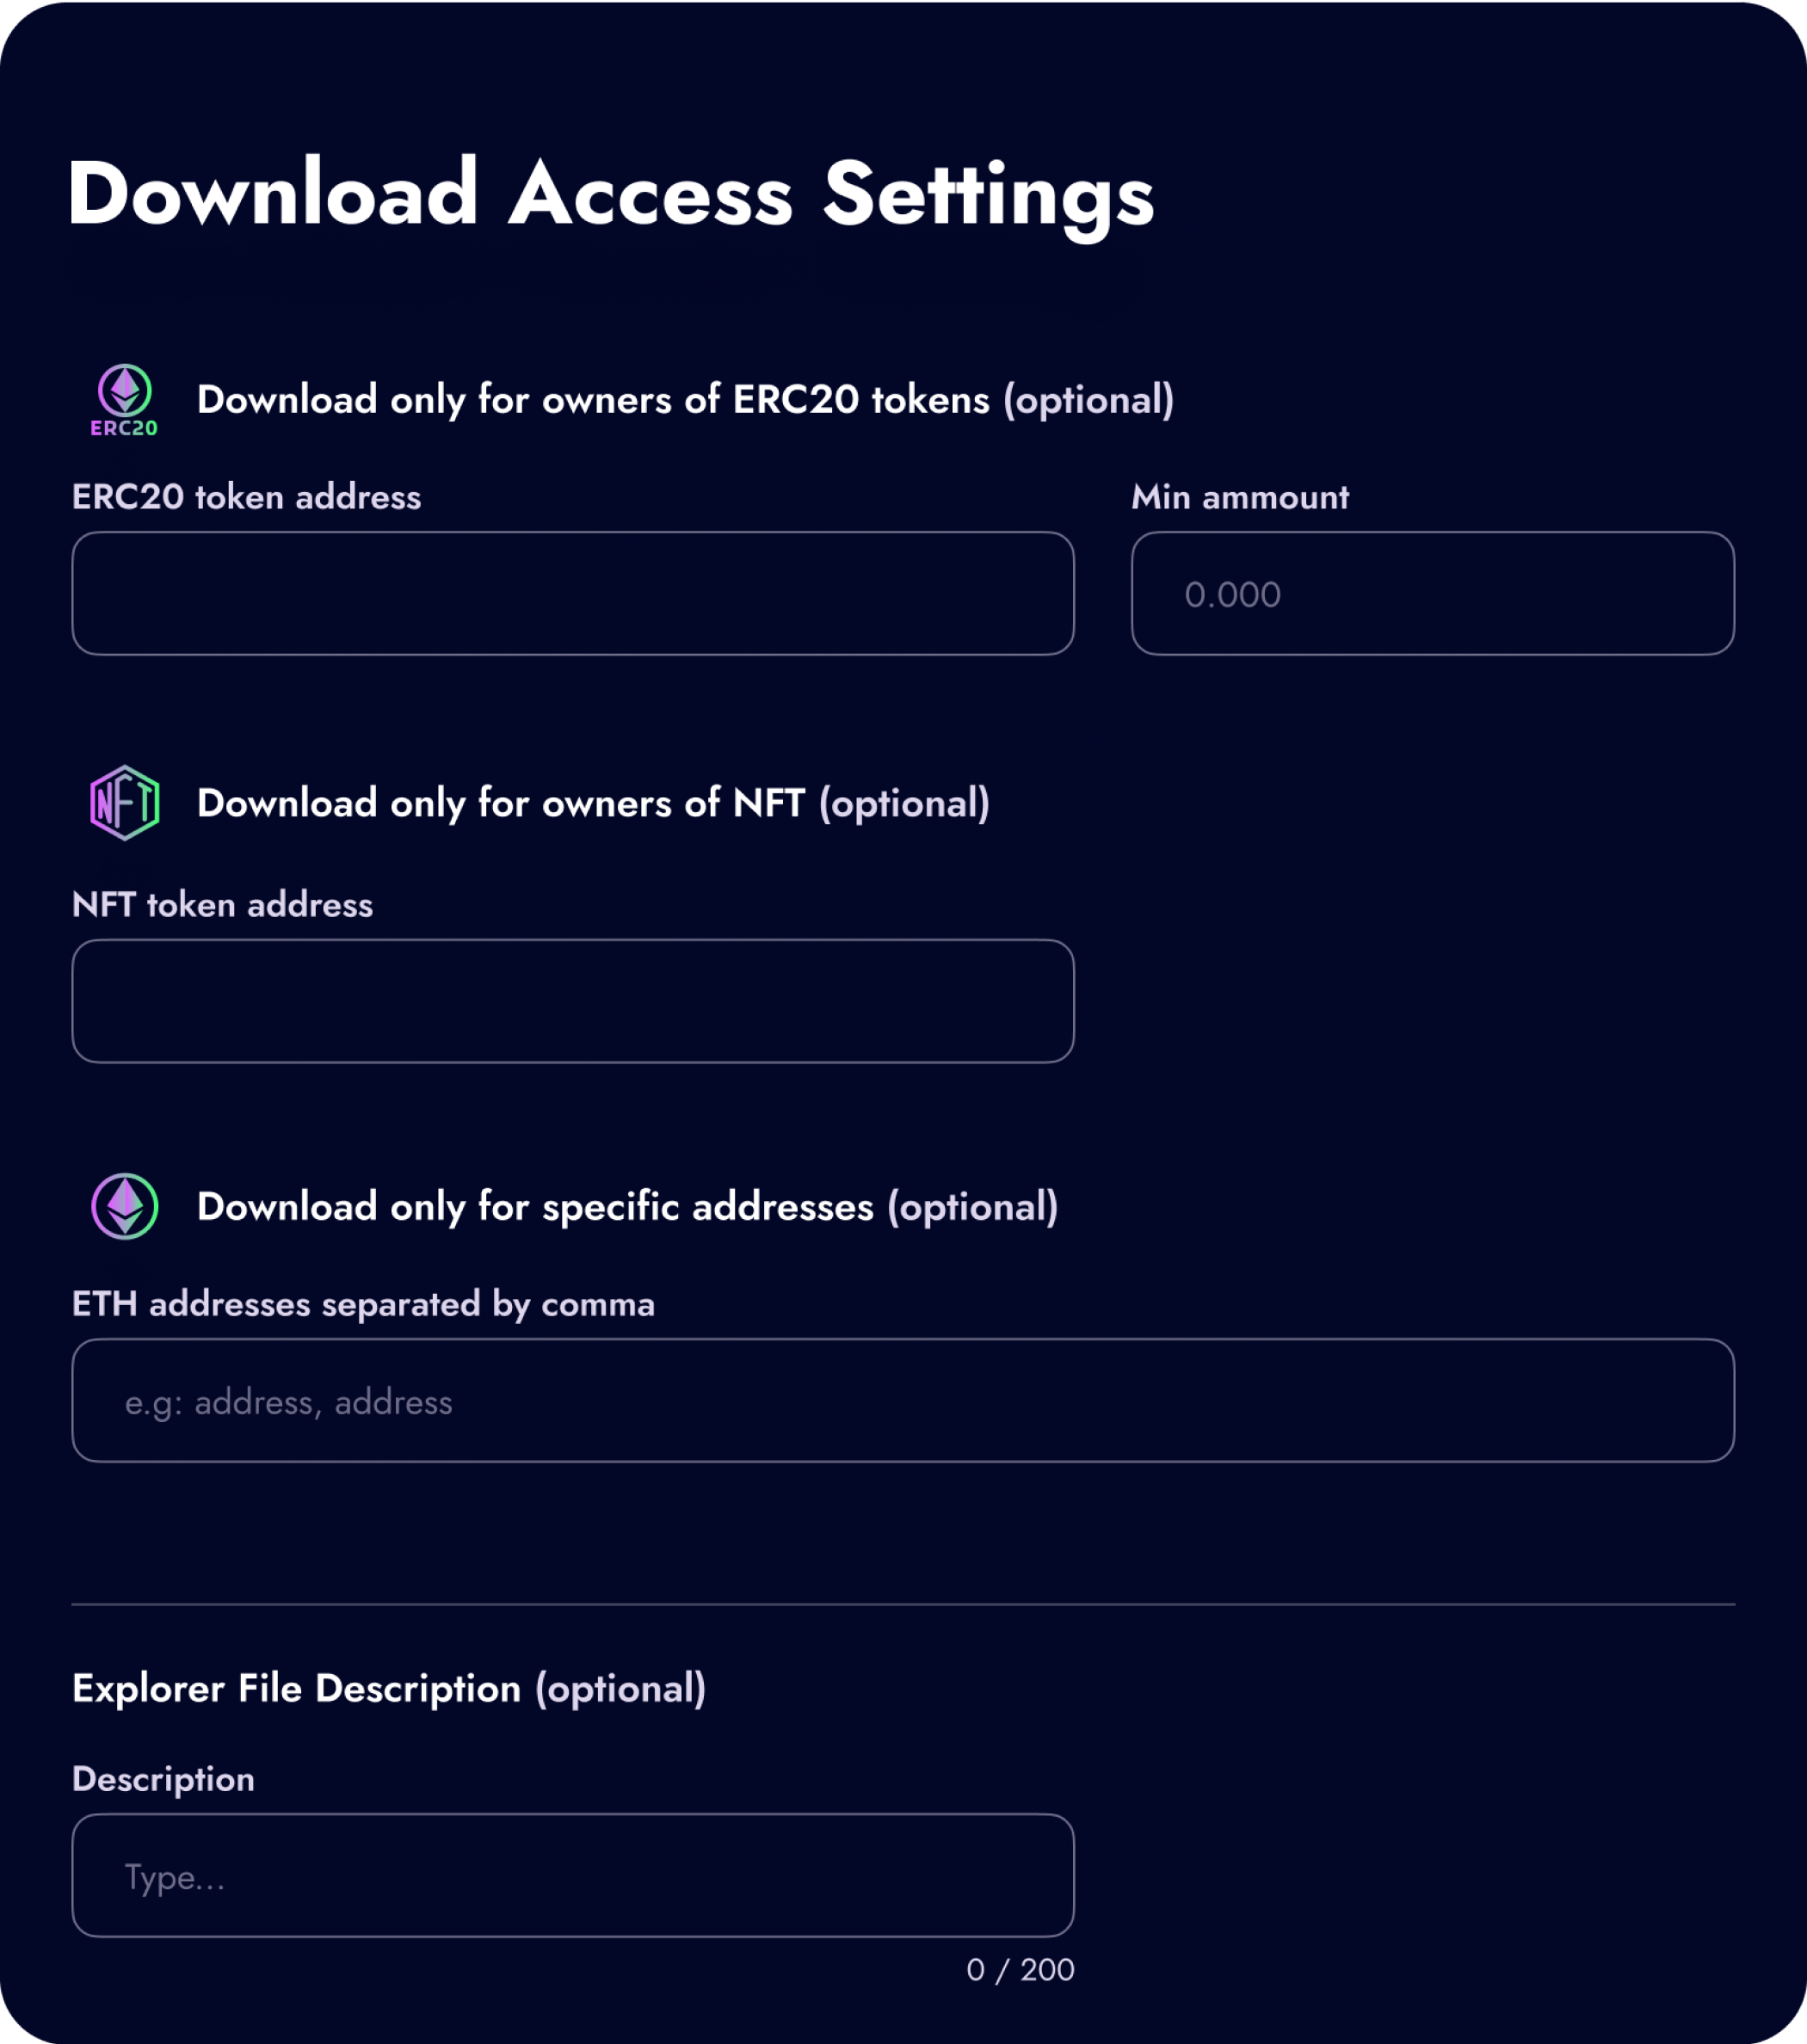 Download Access Settings
ERC20
Download only for owners of ERC20 tokens (optional)
ERC20 token address
Min ammount
0.000
NFT
Download only for owners of NFT (optional)
NFT token address
Download only for specific addresses (optional)
ETH addresses separated by comma
e.g: address, address
Explorer File Description (optional)
Description
Type...
0 / 200